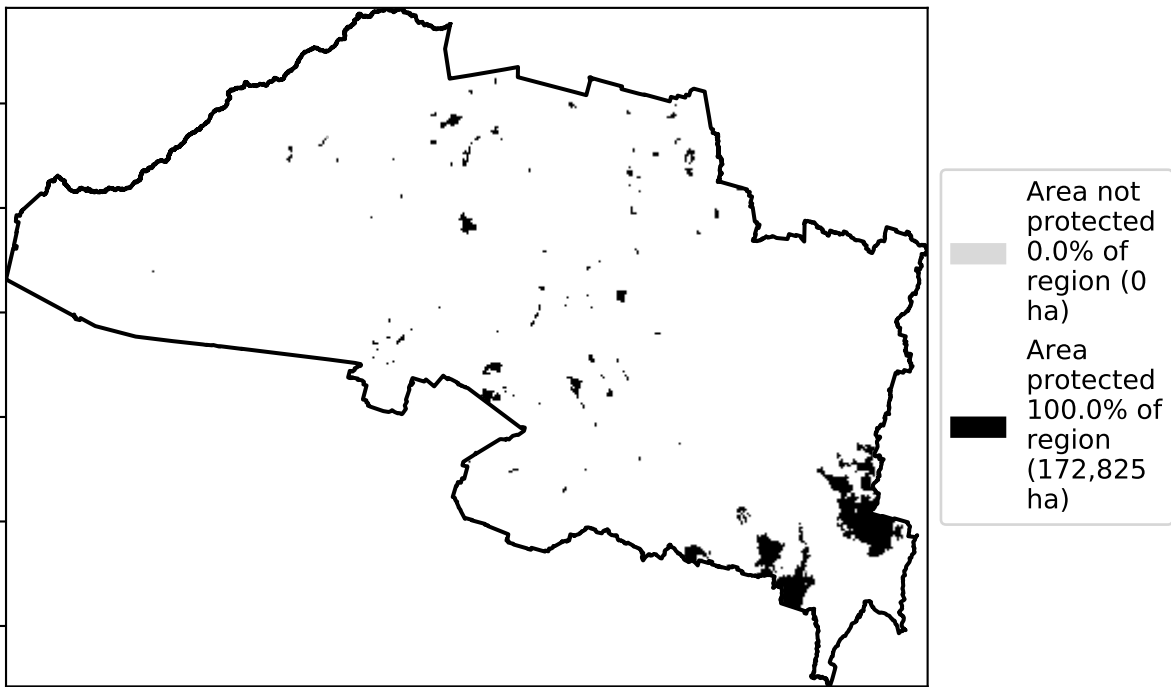 Area not
protected
0.0% of
region (0
ha)
Area
protected
100.0% of
region
(172,825
ha)